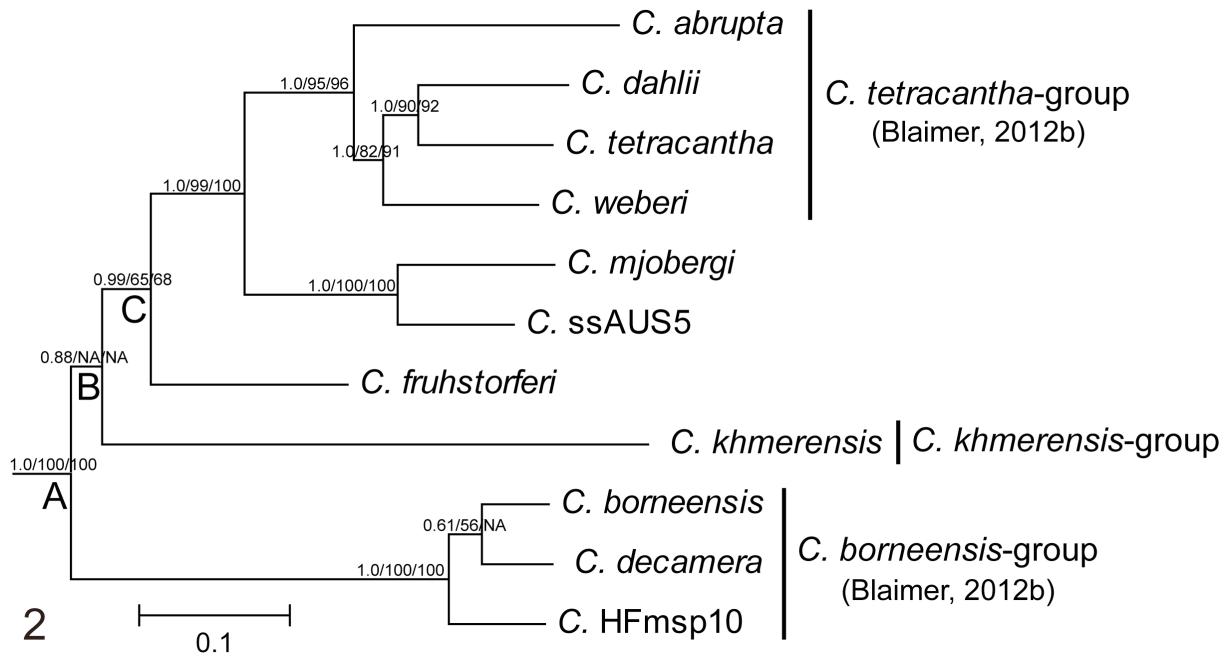 C. abrupta
1.0/95/96
C. dahlii
C. tetracantha-group
1.0/90/92
(Blaimer, 2012b)
C. tetracantha
1.0/82/91
1.0/99/100
C. weberi
C. mjobergi
0.99/65/68
1.0/100/100
C
C. ssAUS5
0.88/NA/NA
B
C. fruhstorferi
C. khmerensis
C. khmerensis-group
1.0/100/100
A
C. borneensis
0.61/56/NA
C. borneensis-group
C. decamera
1.0/100/100
(Blaimer, 2012b)
2
C. HFmsp10
0.1